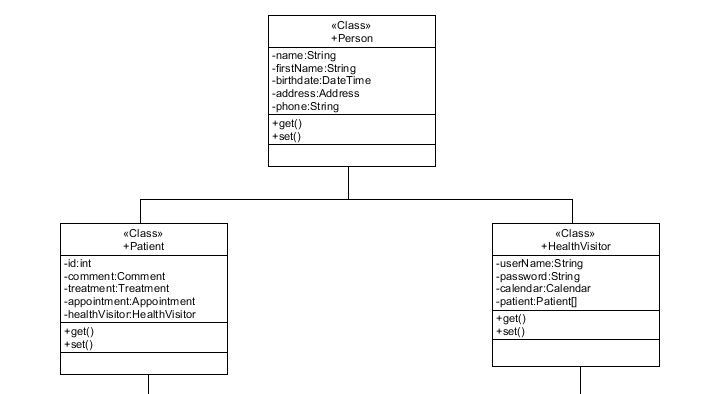 «Class»
+Person
-name:String
-firstName:String
-birthdate:DateTime
-address:Address
-phone:String
+get()
+set()
«Class»
+Patient
-id:int
-comment:Comment
-treatment:Treatment
-appointment:Appointment
-healthVisitor:HealthVisitor
+get()
+set()
«Class»
+HealthVisitor
-userName:String
-password:String
-calendar:Calendar
-patient:Patient[]
+get()
+set()